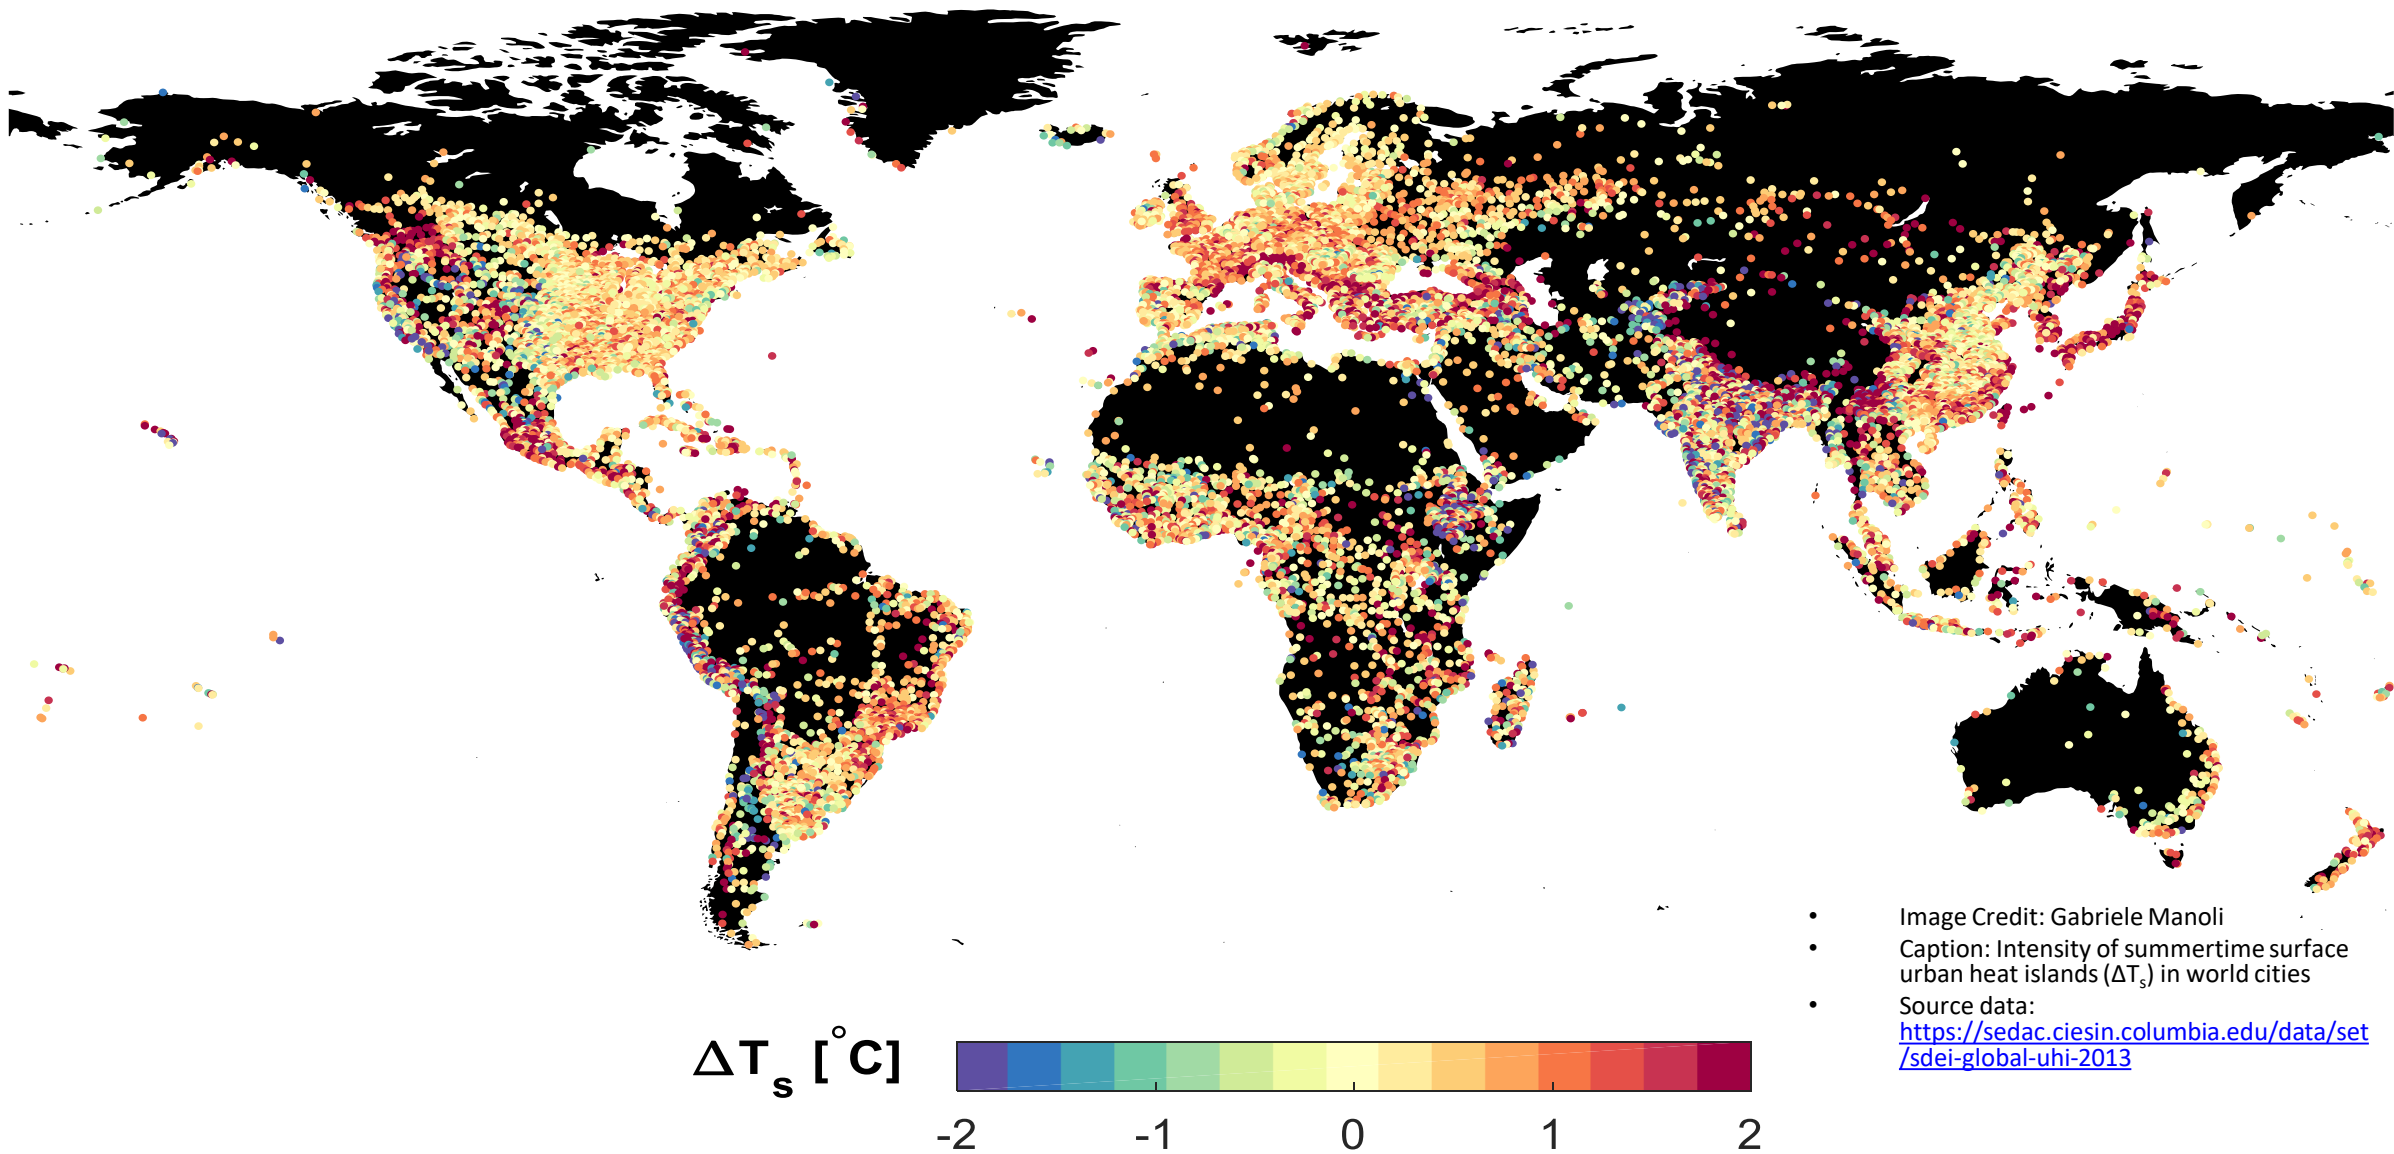 • Image Credit: Gabriele Manoli
• Caption: Intensity of summertime surface
urban heat islands (ΔTs) in world cities
• Source data:
https://sedac.ciesin.columbia.edu/data/set
/sdei-global-uhi-2013
ΔTs [°C]
-2 -1 0 1 2